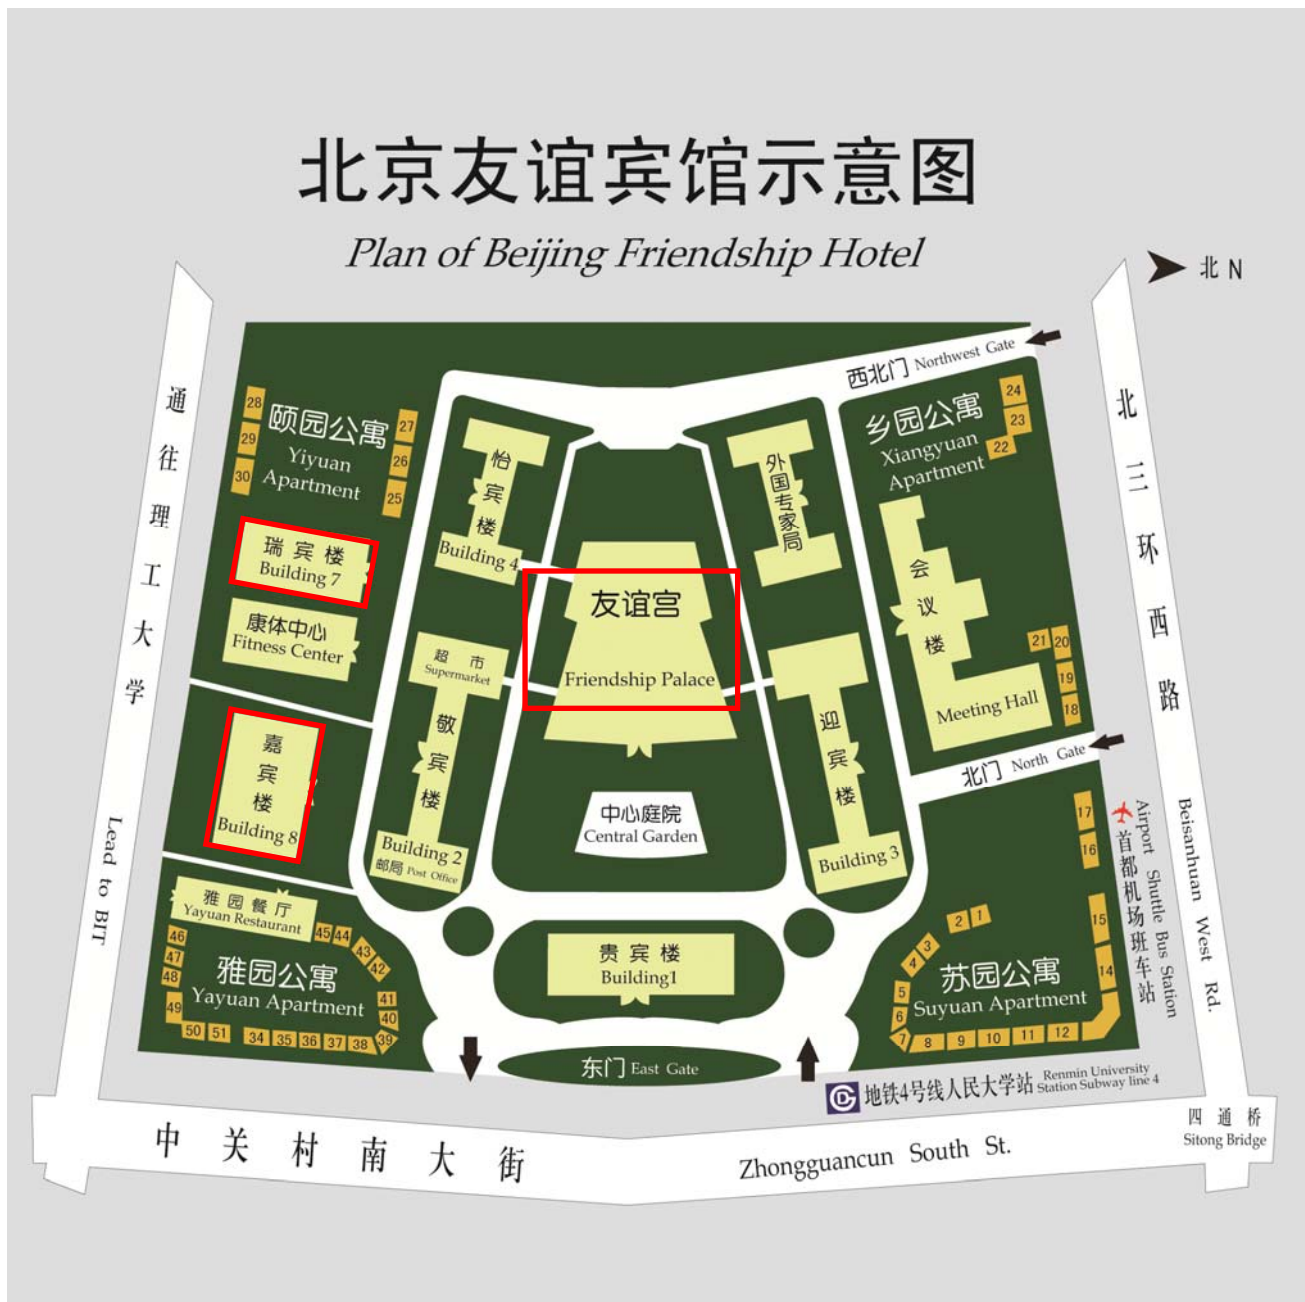 北京友谊宾馆示意图
Plan of Beijing Friendship Hotel
北 N
西北门 Northwest Gate
通往理工大学
Lead to BIT
北三环西路
Beisanhuan West Rd.
28
29
30
颐园公寓
Yiyuan
Apartment
27
26
25
怡宾楼
Building 4
外国专家局
乡园公寓
Xiangyuan
Apartment
24
23
22
瑞宾楼
Building 7
康体中心
Fitness Center
友谊宫
Friendship Palace
会议楼
Meeting Hall
21
20
19
18
超市
Supermarket
敬宾楼
Building 2
邮局 Post Office
迎宾楼
Building 3
嘉宾楼
Building 8
中心庭院
Central Garden
北门 North Gate
17
16
15
14
首都机场班车站
Airport Shuttle Bus Station
雅园餐厅
Yayuan Restaurant
45
44
43
42
41
40
39
38
37
36
35
34
51
50
49
48
47
46
雅园公寓
Yayuan Apartment
贵宾楼
Building1
2
1
3
4
5
6
7
8
9
10
11
12
苏园公寓
Suyuan Apartment
东门 East Gate
地铁4号线人民大学站
Renmin University
Station Subway line 4
四通桥
Sitong Bridge
中关村南大街
Zhongguancun South St.